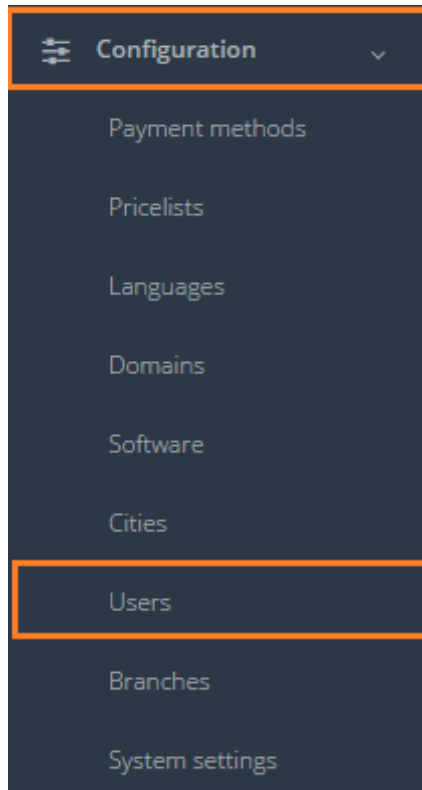 Configuration
Payment methods
Pricelists
Languages
Domains
Software
Cities
Users
Branches
System settings